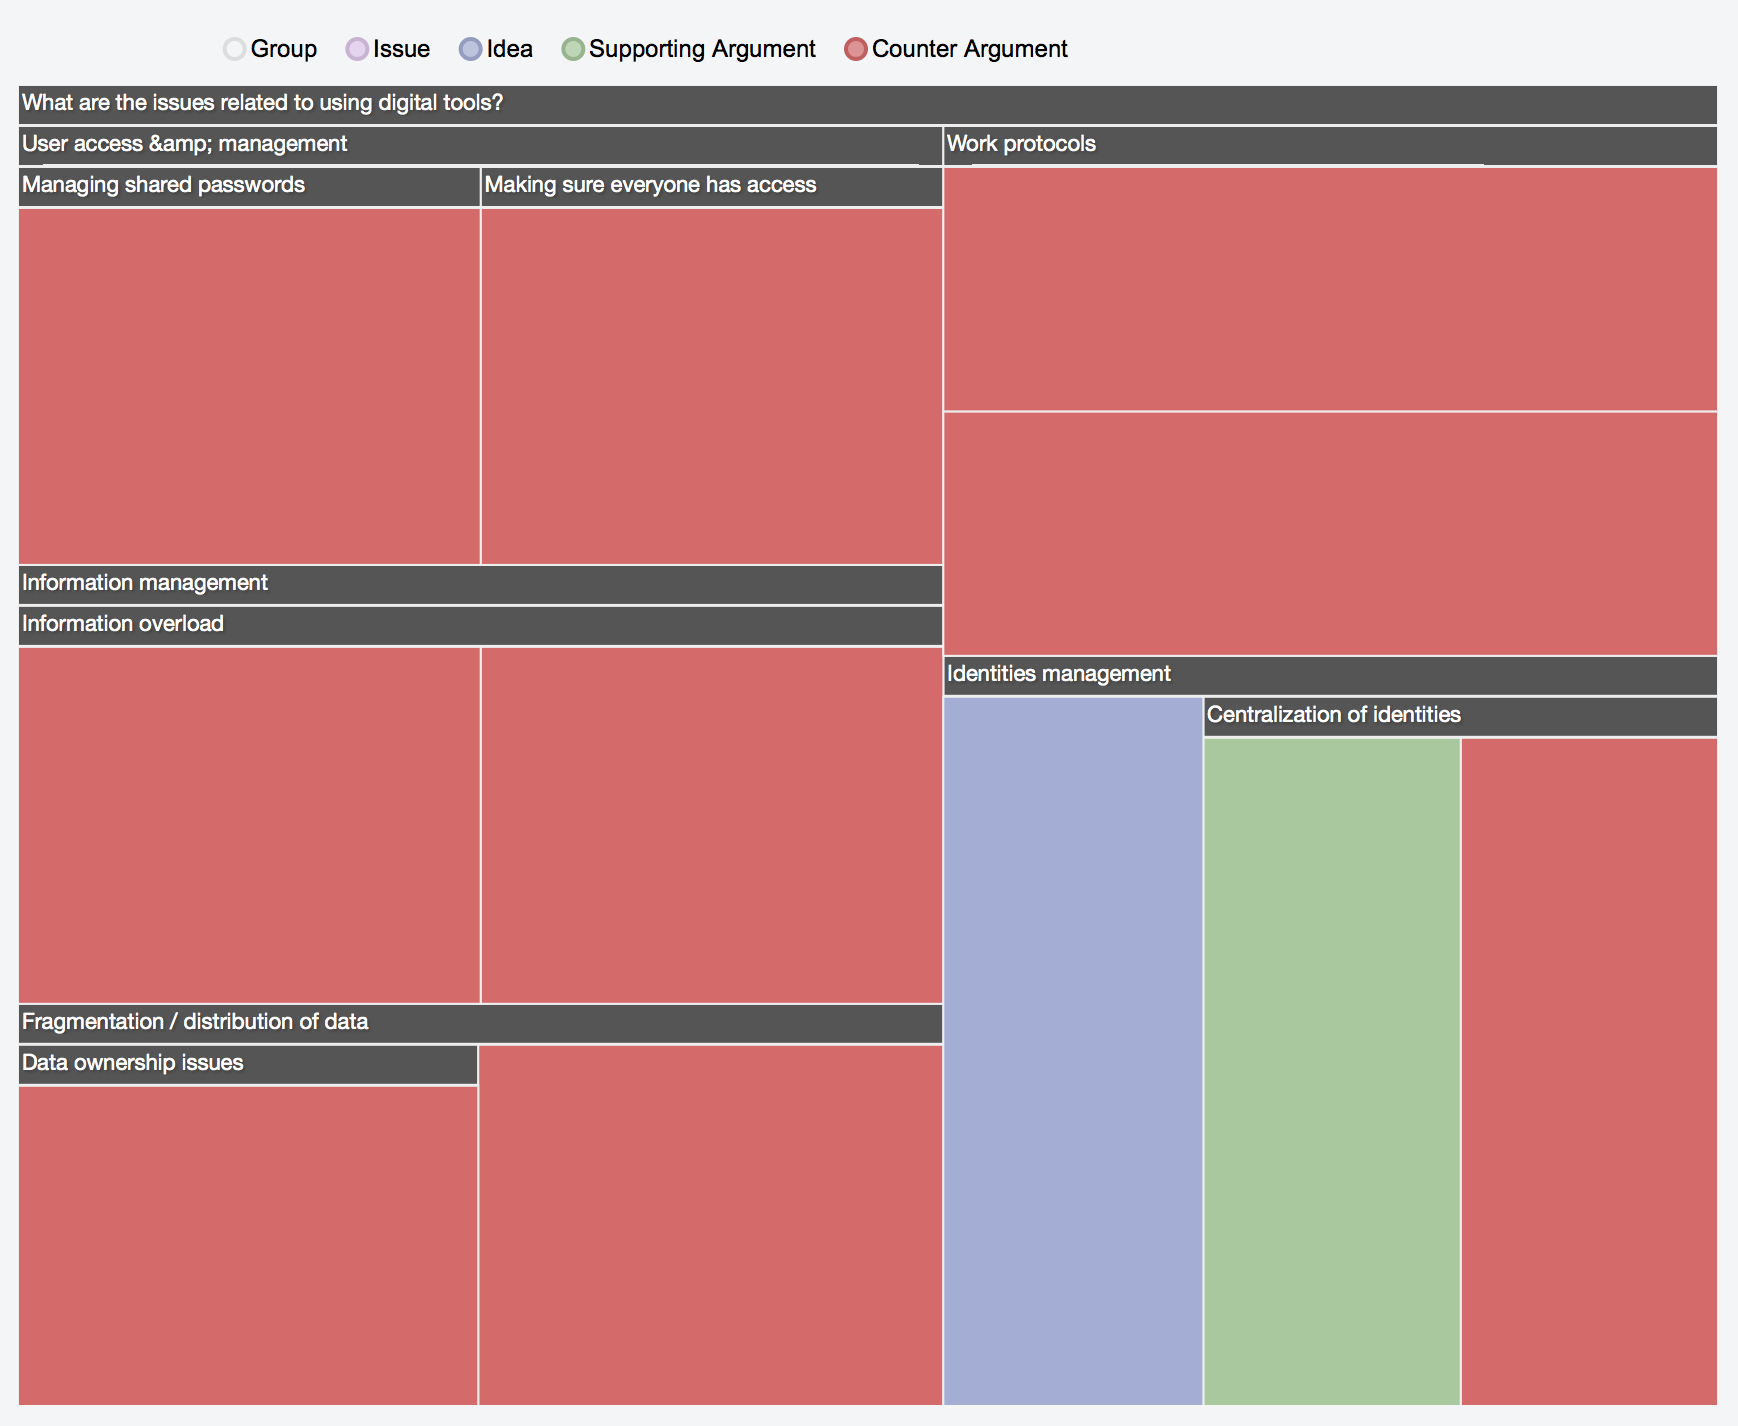 Group Issue Idea Supporting Argument Counter Argument
What are the issues related to using digital tools?
User access &amp; management
Work protocols
Managing shared passwords
Making sure everyone has access
Information management
Information overload
Identities management
Centralization of identities
Fragmentation / distribution of data
Data ownership issues